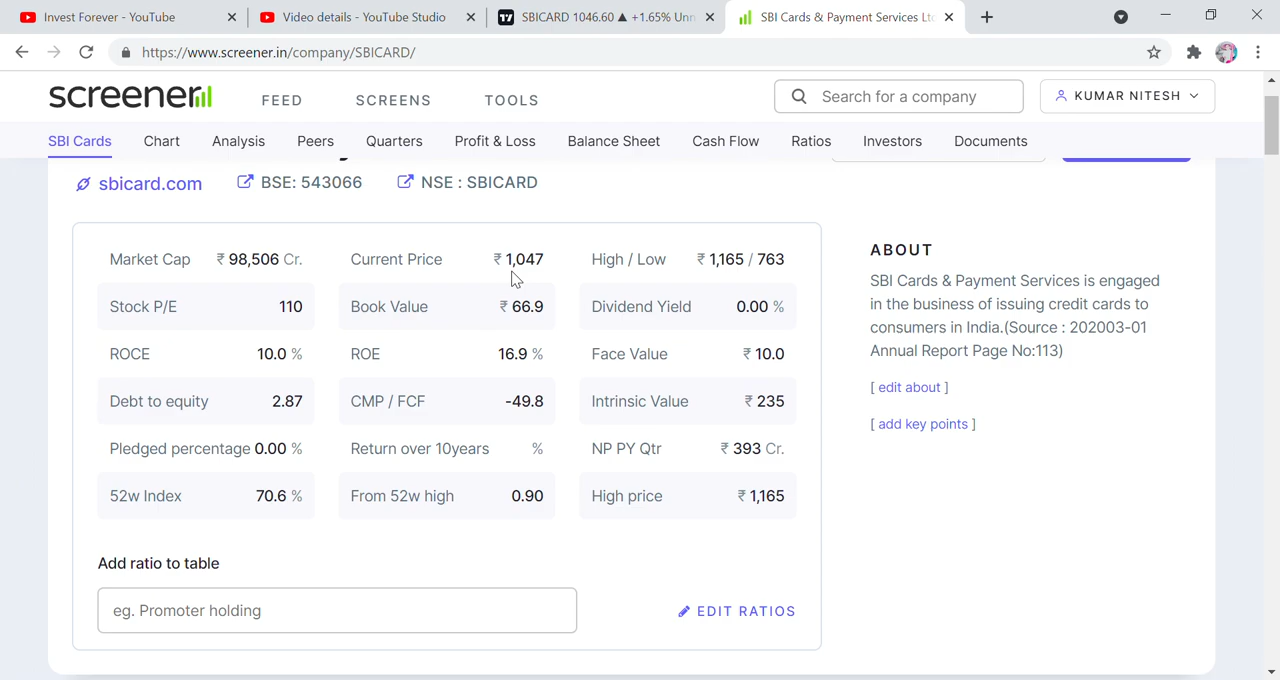 Invest Forever - YouTube
Video details - YouTube Studio
SBICARD 1046.60 ▲ +1.65% Unn
SBI Cards & Payment Services Ltd
https://www.screener.in/company/SBICARD/
screener
FEED SCREENS TOOLS
Search for a company
KUMAR NITESH
SBI Cards Chart Analysis Peers Quarters Profit & Loss Balance Sheet Cash Flow Ratios Investors Documents
sbicard.com BSE: 543066 NSE : SBICARD
Market Cap ₹ 98,506 Cr. Current Price ₹ 1,047 High / Low ₹ 1,165 / 763
Stock P/E 110 Book Value ₹ 66.9 Dividend Yield 0.00 %
ROCE 10.0 % ROE 16.9 % Face Value ₹ 10.0
Debt to equity 2.87 CMP / FCF -49.8 Intrinsic Value ₹ 235
Pledged percentage 0.00 % Return over 10years % NP PY Qtr ₹ 393 Cr.
52w Index 70.6 % From 52w high 0.90 High price ₹ 1,165
Add ratio to table
eg. Promoter holding
EDIT RATIOS
ABOUT
SBI Cards & Payment Services is engaged
in the business of issuing credit cards to
consumers in India.(Source : 202003-01
Annual Report Page No:113)
[ edit about ]
[ add key points ]